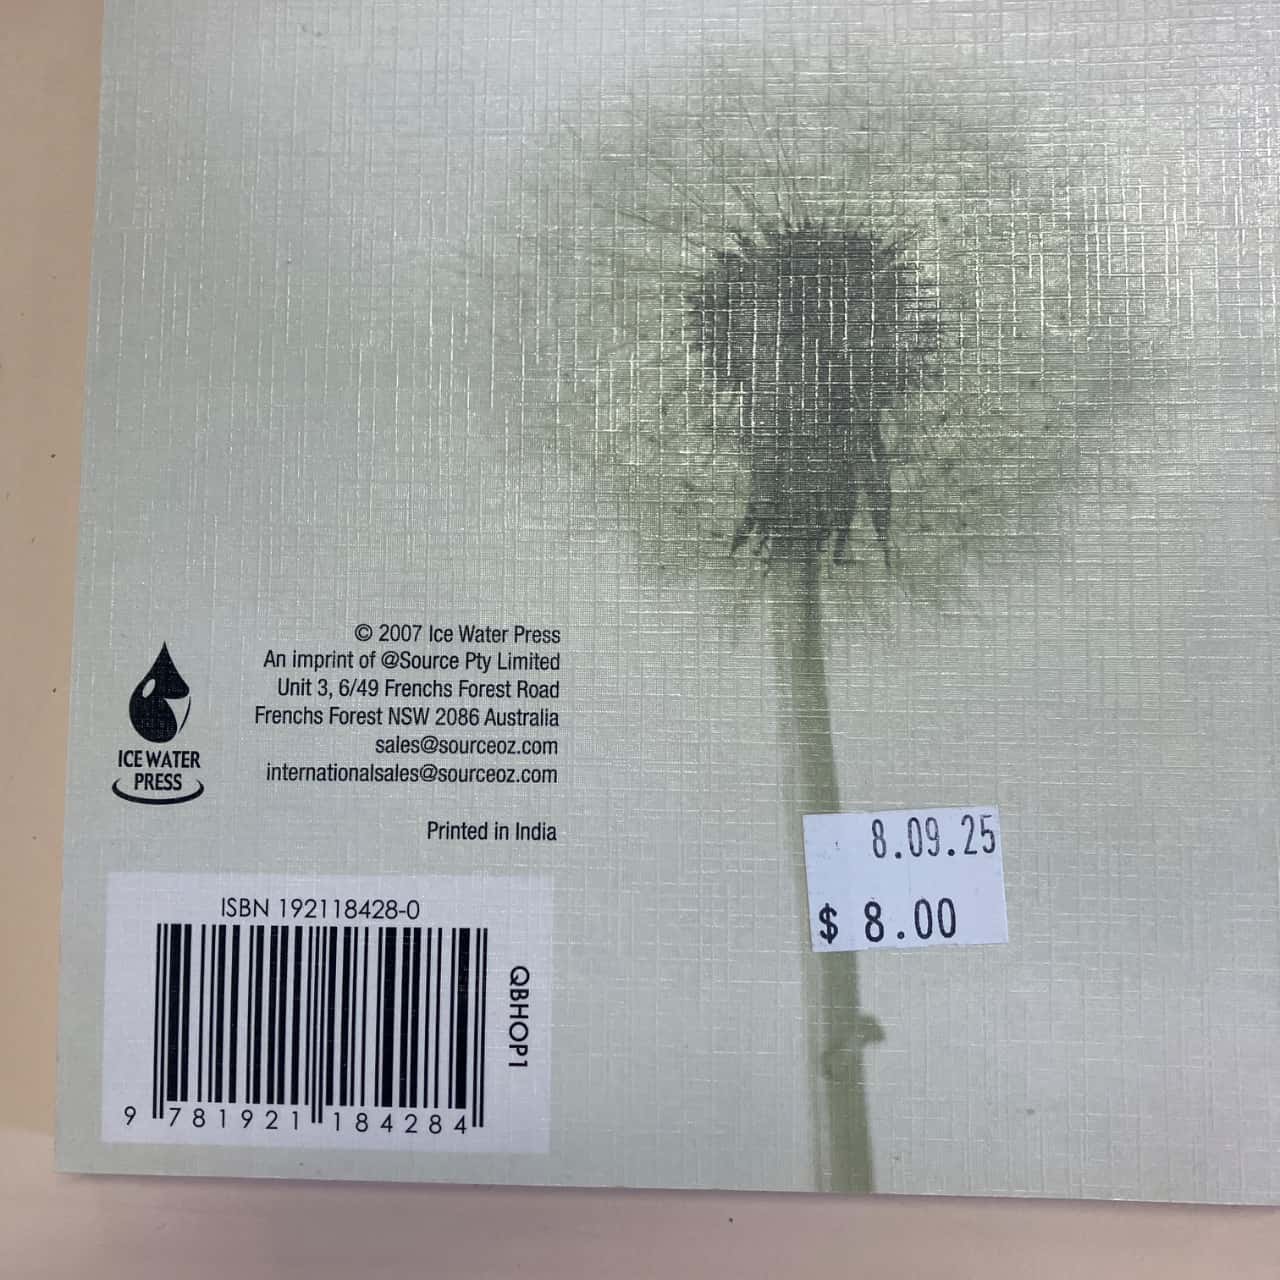 © 2007 Ice Water Press
An imprint of @Source Pty Limited
Unit 3, 6/49 Frenchs Forest Road
Frenchs Forest NSW 2086 Australia
sales@sourceoz.com
internationalsales@sourceoz.com
ICE WATER
PRESS
Printed in India
8.09.25
$ 8.00
ISBN 192118428-0
QBHOP1
9 781921 184284